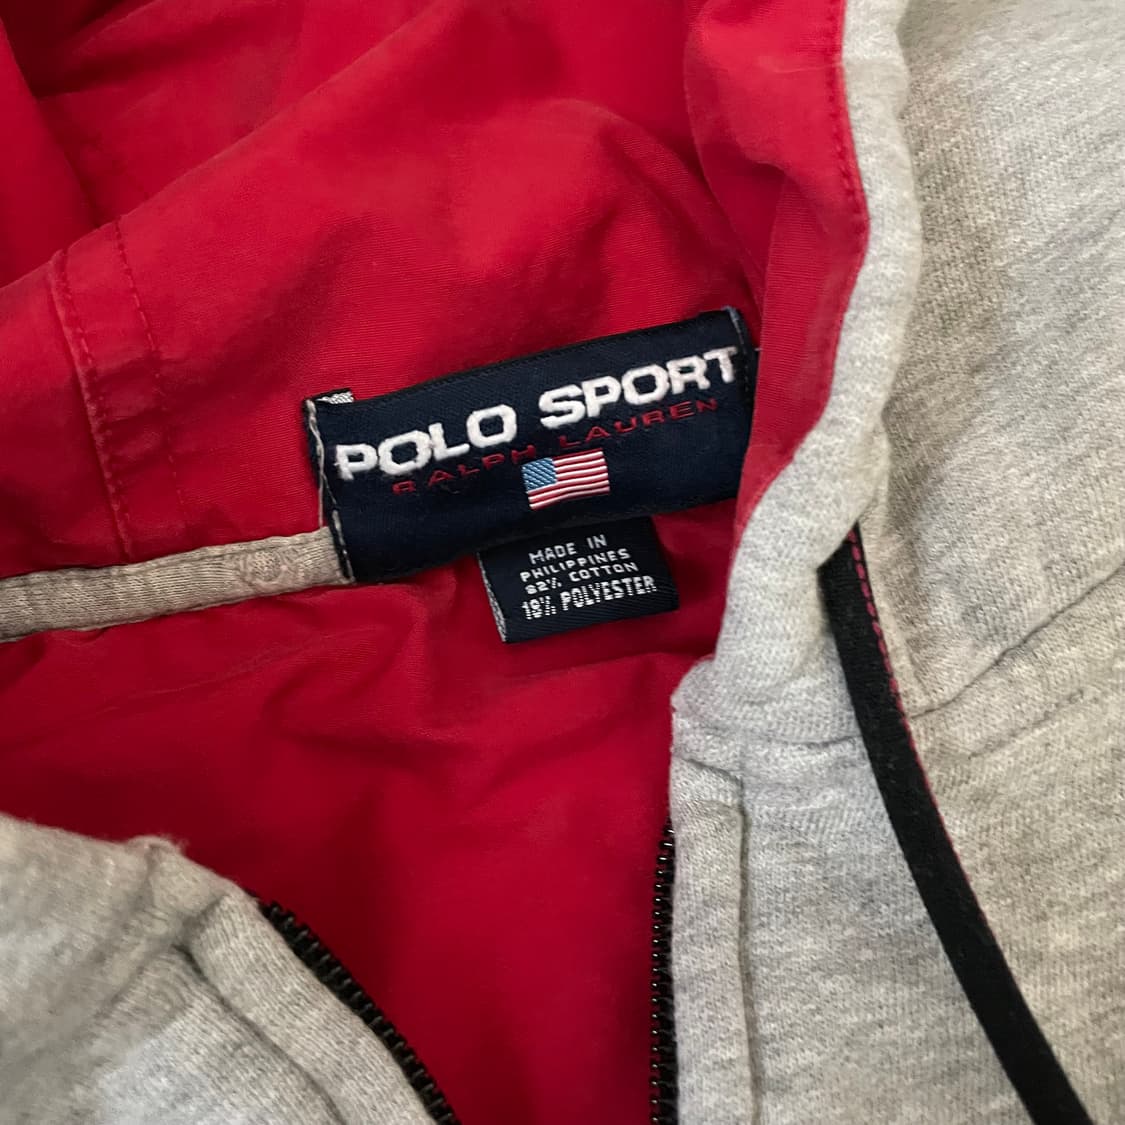 POLO SPORT
RALPH LAUREN
MADE IN
PHILIPPINES
82% COTTON
18% POLYESTER